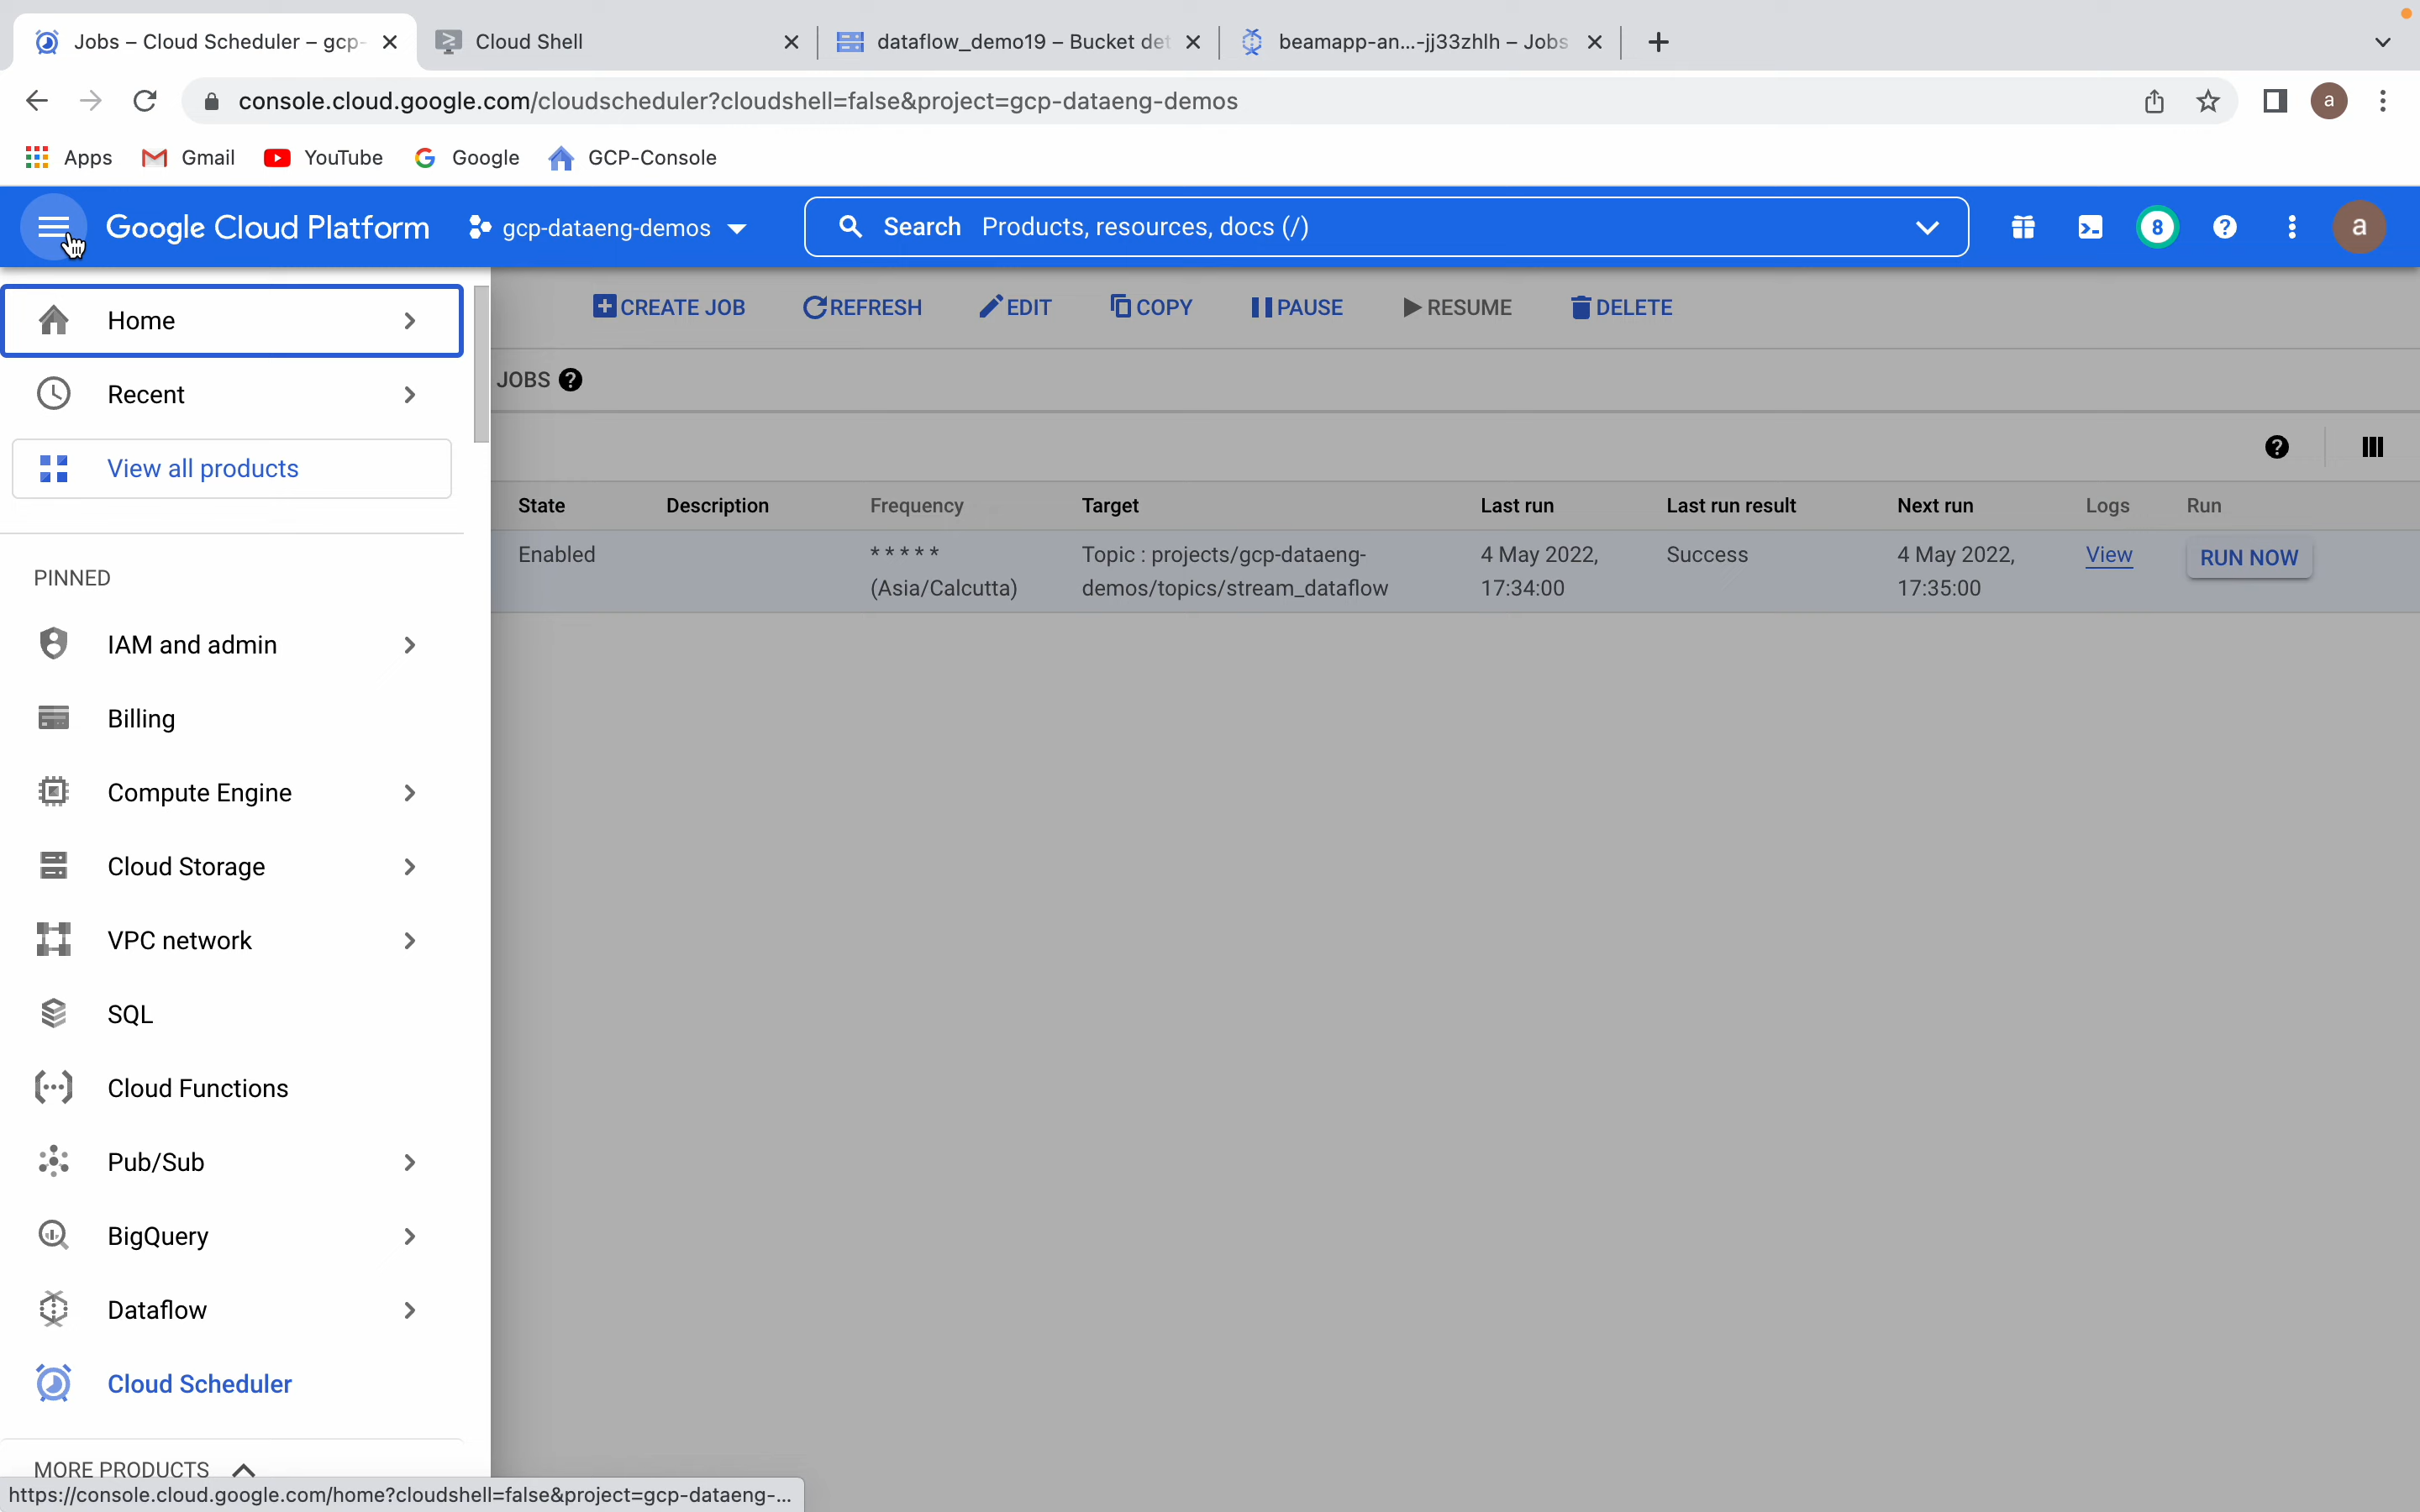 Jobs – Cloud Scheduler – gcp-
Cloud Shell
dataflow_demo19 – Bucket det
beamapp-an...-jj33zhlh – Jobs
console.cloud.google.com/cloudscheduler?cloudshell=false&project=gcp-dataeng-demos
a
Apps
Gmail
YouTube
Google
GCP-Console
Google Cloud Platform
gcp-dataeng-demos
Search Products, resources, docs (/)
8
a
Home
CREATE JOB
REFRESH
EDIT
COPY
PAUSE
RESUME
DELETE
JOBS
Recent
View all products
State Description Frequency Target Last run Last run result Next run Logs Run
Enabled * * * * * Topic : projects/gcp-dataeng- 4 May 2022, Success 4 May 2022, View RUN NOW
(Asia/Calcutta) demos/topics/stream_dataflow 17:34:00 17:35:00
PINNED
IAM and admin
Billing
Compute Engine
Cloud Storage
VPC network
SQL
Cloud Functions
Pub/Sub
BigQuery
Dataflow
Cloud Scheduler
MORE PRODUCTS
https://console.cloud.google.com/home?cloudshell=false&project=gcp-dataeng-...